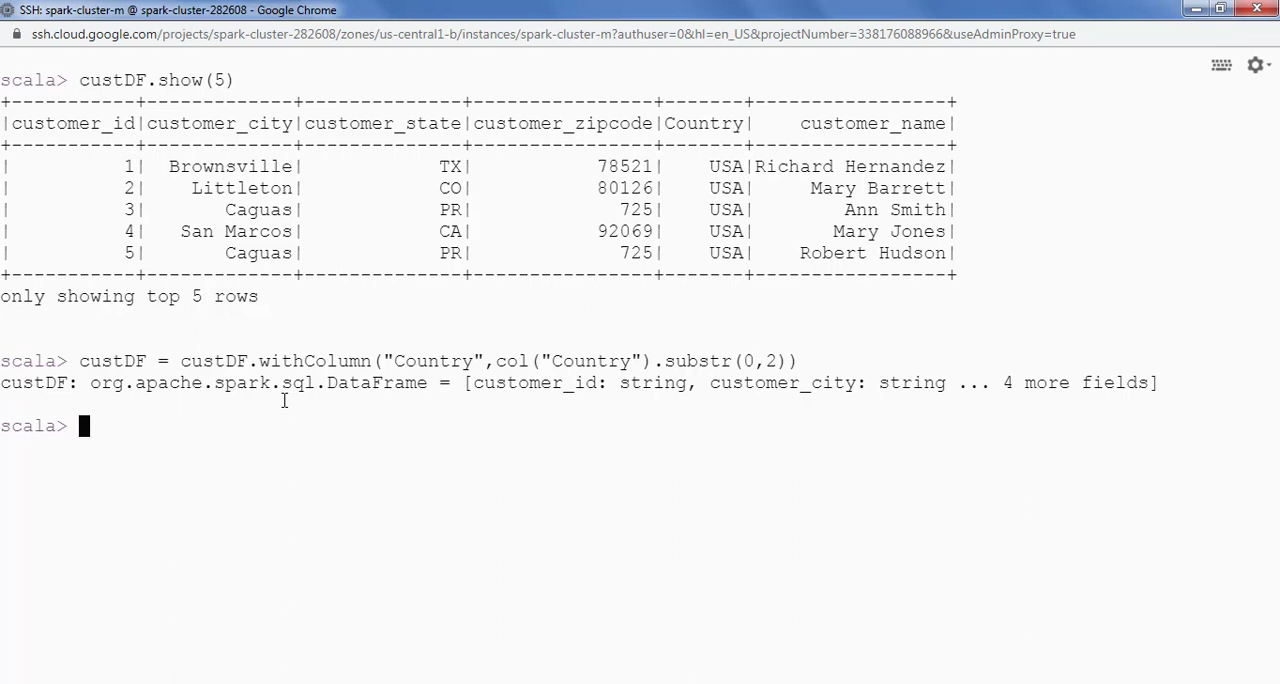 SSH: spark-cluster-m @ spark-cluster-282608 - Google Chrome
ssh.cloud.google.com/projects/spark-cluster-282608/zones/us-central1-b/instances/spark-cluster-m?authuser=0&hl=en_US&projectNumber=338176088966&useAdminProxy=true
scala> custDF.show(5)
+-----------+-------------+--------------+----------------+-------+-----------------+
|customer_id|customer_city|customer_state|customer_zipcode|Country|    customer_name|
+-----------+-------------+--------------+----------------+-------+-----------------+
|          1|  Brownsville|            TX|           78521|    USA|Richard Hernandez|
|          2|    Littleton|            CO|           80126|    USA|     Mary Barrett|
|          3|       Caguas|            PR|             725|    USA|        Ann Smith|
|          4|   San Marcos|            CA|           92069|    USA|       Mary Jones|
|          5|       Caguas|            PR|             725|    USA|    Robert Hudson|
+-----------+-------------+--------------+----------------+-------+-----------------+
only showing top 5 rows
scala> custDF = custDF.withColumn("Country",col("Country").substr(0,2))
custDF: org.apache.spark.sql.DataFrame = [customer_id: string, customer_city: string ... 4 more fields]
scala>